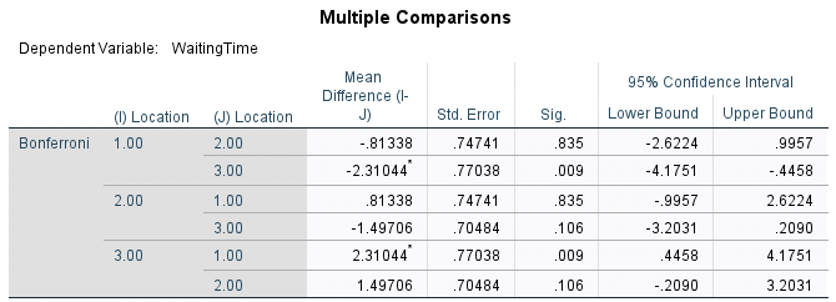 Multiple Comparisons
Dependent Variable: WaitingTime
Mean
Difference (I-
95% Confidence Interval
(I) Location (J) Location J) Std. Error Sig. Lower Bound Upper Bound
Bonferroni 1.00 2.00 -.81338 .74741 .835 -2.6224 .9957
3.00 -2.31044* .77038 .009 -4.1751 -.4458
2.00 1.00 .81338 .74741 .835 -.9957 2.6224
3.00 -1.49706 .70484 .106 -3.2031 .2090
3.00 1.00 2.31044* .77038 .009 .4458 4.1751
2.00 1.49706 .70484 .106 -.2090 3.2031